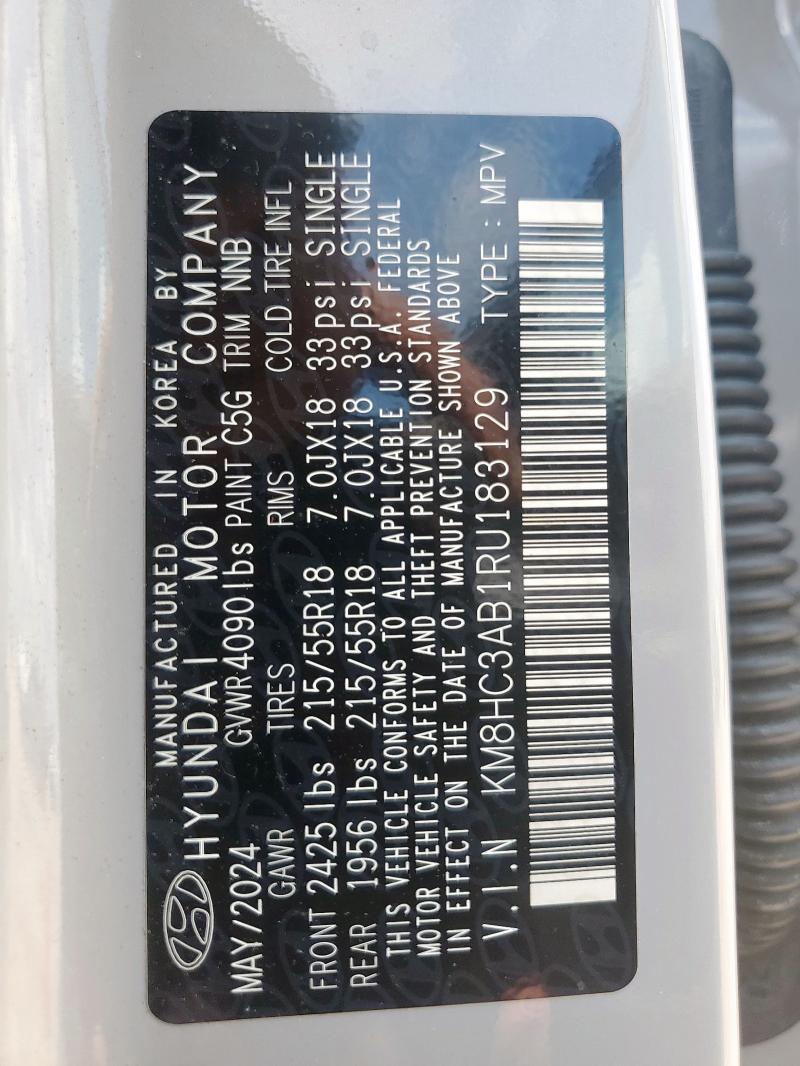 MANUFACTURED IN KOREA BY
HYUNDAI MOTOR COMPANY
MAY/2024 GVWR 4090 lbs PAINT C5G TRIM NNB
GAWR TIRES RIMS COLD TIRE INFL
FRONT 2425 lbs 215/55R18 7.0JX18 33psi SINGLE
REAR 1956 lbs 215/55R18 7.0JX18 33psi SINGLE
THIS VEHICLE CONFORMS TO ALL APPLICABLE U.S.A. FEDERAL
MOTOR VEHICLE SAFETY AND THEFT PREVENTION STANDARDS
IN EFFECT ON THE DATE OF MANUFACTURE SHOWN ABOVE
V.I.N KM8HC3AB1RU183129 TYPE : MPV